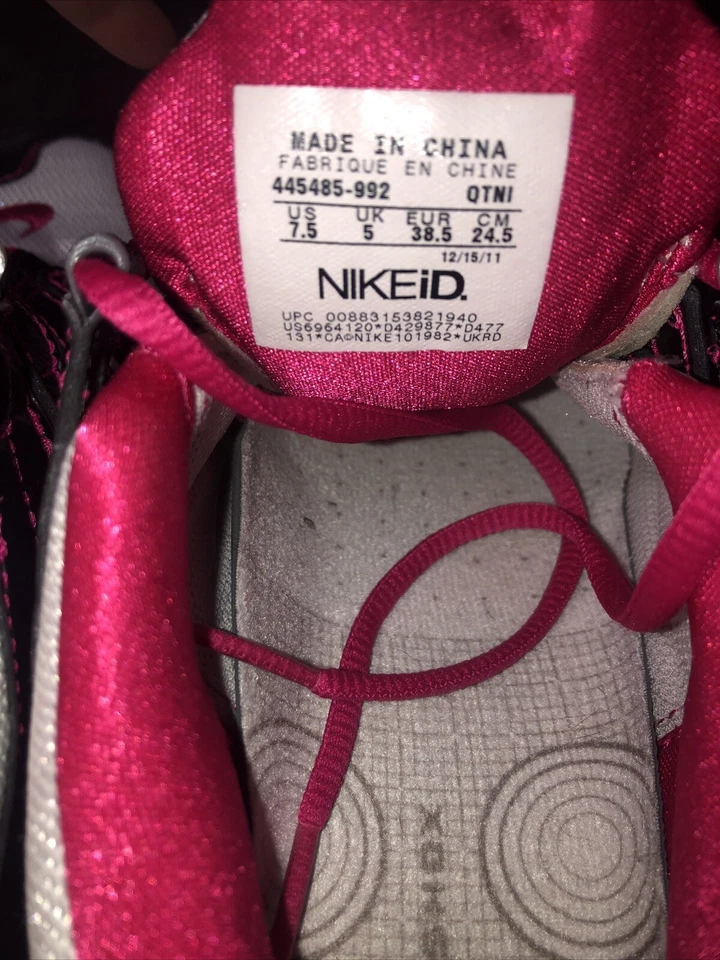 MADE IN CHINA
FABRIQUE EN CHINE
445485-992 QTNI
US UK EUR CM
7.5 5 38.5 24.5
12/15/11
NIKEiD.
UPC 00883153821940
US6964120*D429877*D477
131*CA©NIKE101982*UKRD